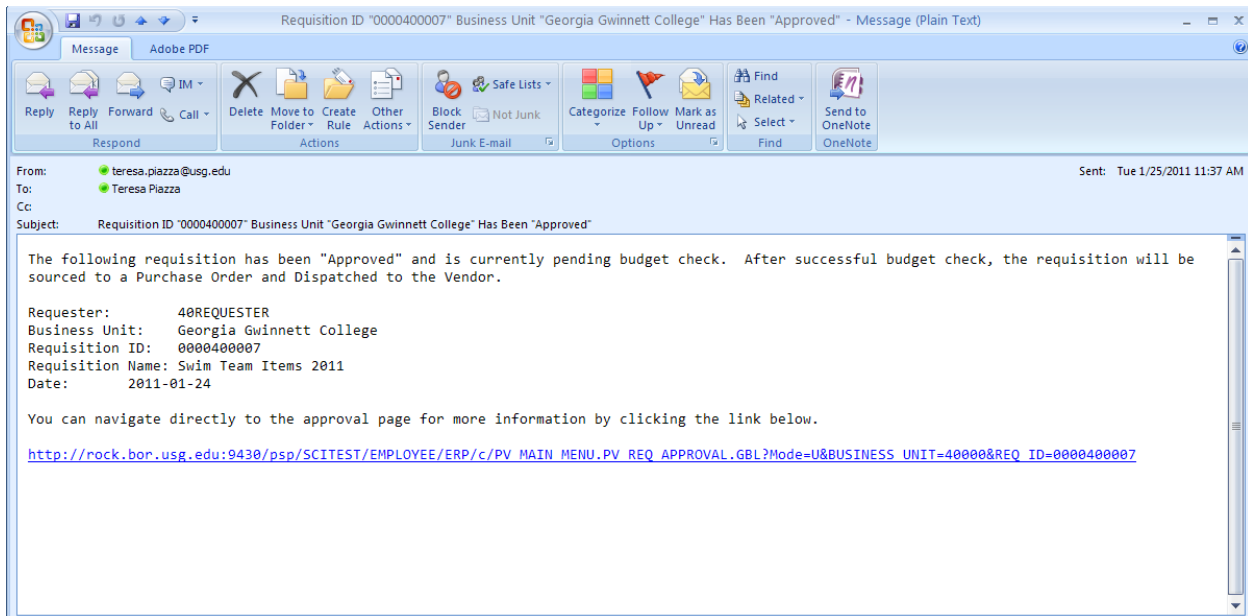 Requisition ID "0000400007" Business Unit "Georgia Gwinnett College" Has Been "Approved" - Message (Plain Text)
Message Adobe PDF
Reply
Reply to All
Forward
IM
Call
Respond
Delete
Move to Folder
Create Rule
Other Actions
Actions
Block Sender
Safe Lists
Not Junk
Junk E-mail
Categorize
Follow Up
Mark as Unread
Options
Find
Related
Select
Find
Send to OneNote
OneNote
From: teresa.piazza@usg.edu Sent: Tue 1/25/2011 11:37 AM
To: Teresa Piazza
Cc:
Subject: Requisition ID "0000400007" Business Unit "Georgia Gwinnett College" Has Been "Approved"
The following requisition has been "Approved" and is currently pending budget check. After successful budget check, the requisition will be
sourced to a Purchase Order and Dispatched to the Vendor.
Requester: 40REQUESTER
Business Unit: Georgia Gwinnett College
Requisition ID: 0000400007
Requisition Name: Swim Team Items 2011
Date: 2011-01-24
You can navigate directly to the approval page for more information by clicking the link below.
http://rock.bor.usg.edu:9430/psp/SCITEST/EMPLOYEE/ERP/c/PV_MAIN_MENU.PV_REQ_APPROVAL.GBL?Mode=U&BUSINESS_UNIT=40000&REQ_ID=0000400007